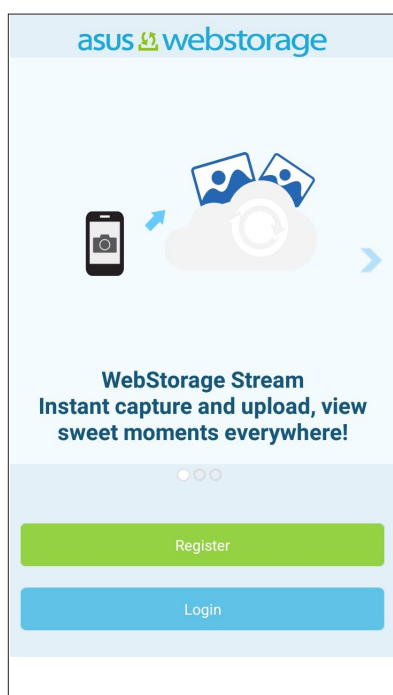 asus webstorage
WebStorage Stream
Instant capture and upload, view
sweet moments everywhere!
Register
Login